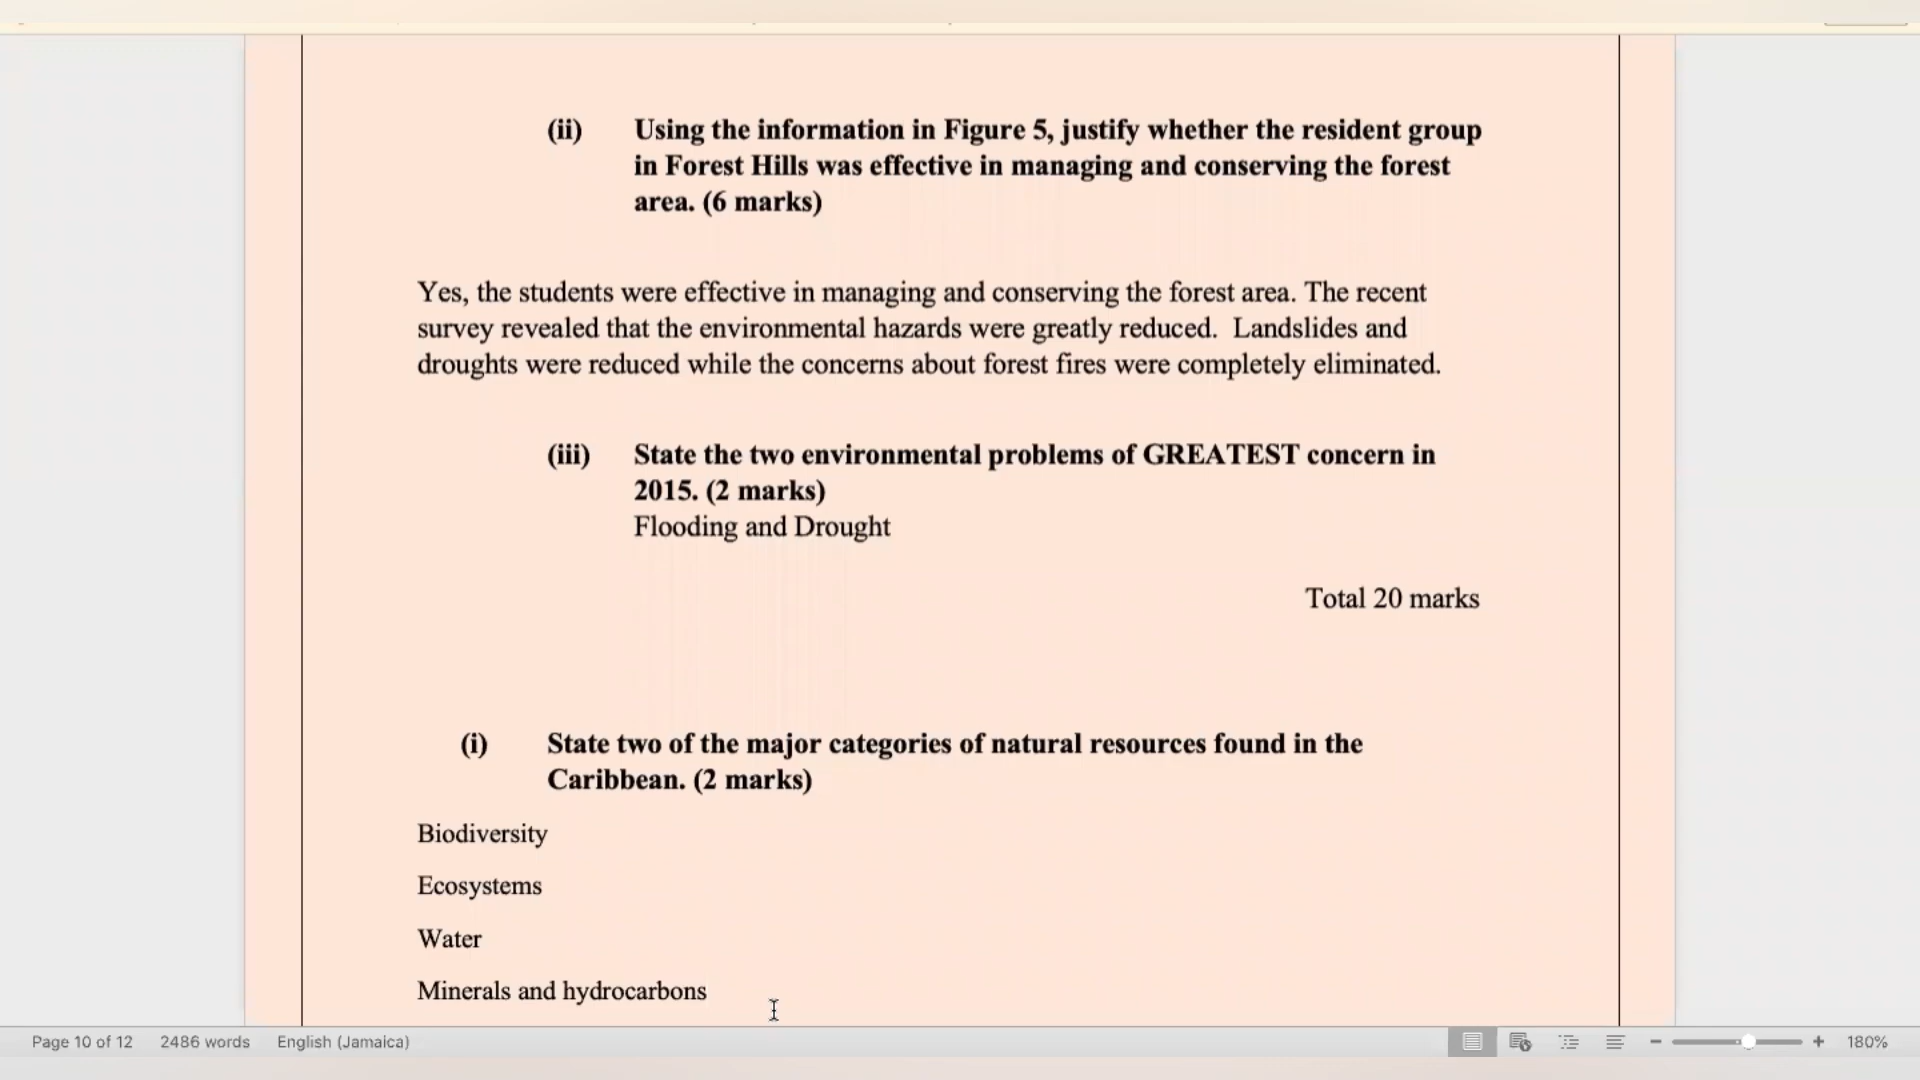 (ii) Using the information in Figure 5, justify whether the resident group
in Forest Hills was effective in managing and conserving the forest
area. (6 marks)
Yes, the students were effective in managing and conserving the forest area. The recent
survey revealed that the environmental hazards were greatly reduced.  Landslides and
droughts were reduced while the concerns about forest fires were completely eliminated.
(iii) State the two environmental problems of GREATEST concern in
2015. (2 marks)
Flooding and Drought
Total 20 marks
(i) State two of the major categories of natural resources found in the
Caribbean. (2 marks)
Biodiversity
Ecosystems
Water
Minerals and hydrocarbons
Page 10 of 12 2486 words English (Jamaica) 180%